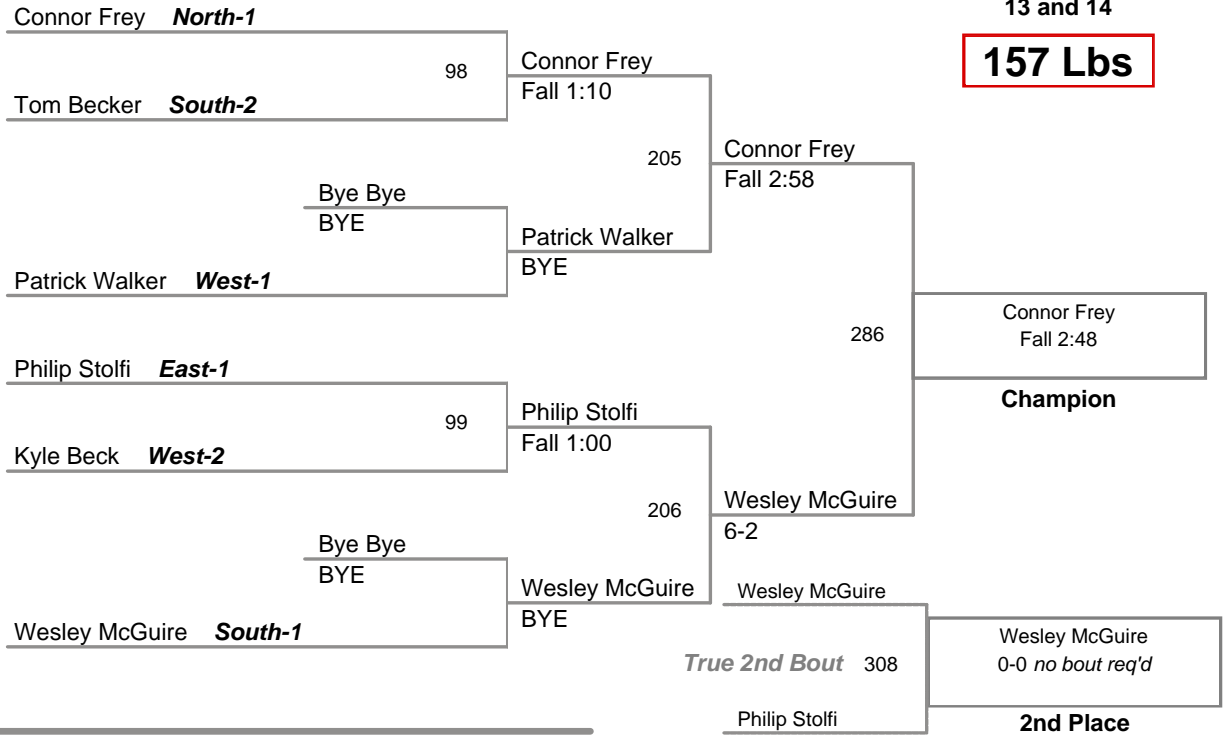 13 and 14
157 Lbs
Connor Frey North-1
98
Connor Frey
Fall 1:10
Tom Becker South-2
205
Connor Frey
Fall 2:58
Bye Bye
BYE
Patrick Walker
BYE
Patrick Walker West-1
286
Connor Frey
Fall 2:48
Champion
Philip Stolfi East-1
99
Philip Stolfi
Fall 1:00
Kyle Beck West-2
206
Wesley McGuire
6-2
Bye Bye
BYE
Wesley McGuire
BYE
Wesley McGuire South-1
Wesley McGuire
True 2nd Bout 308
Philip Stolfi
Wesley McGuire
0-0 no bout req'd
2nd Place